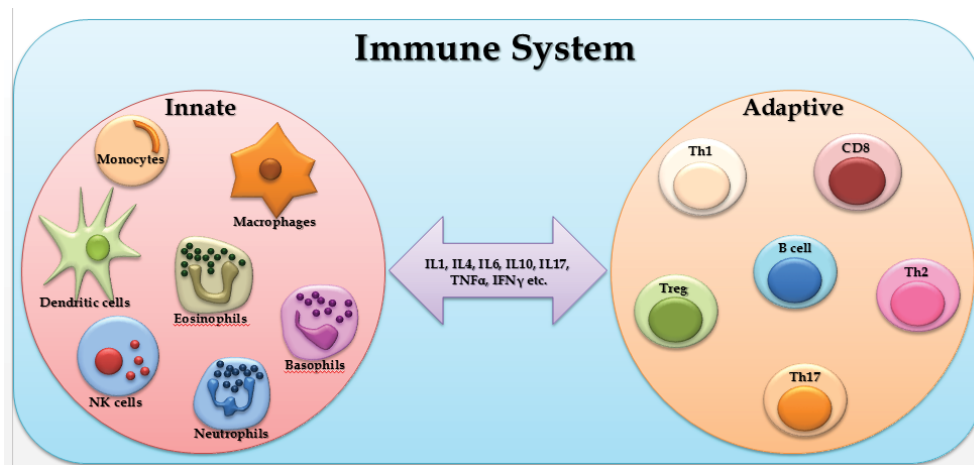 Immune System
Innate
Monocytes
Macrophages
Dendritic cells
Eosinophils
Basophils
NK cells
Neutrophils
IL1, IL4, IL6, IL10, IL17,
TNFα, IFNγ etc.
Adaptive
Th1
CD8
B cell
Th2
Treg
Th17